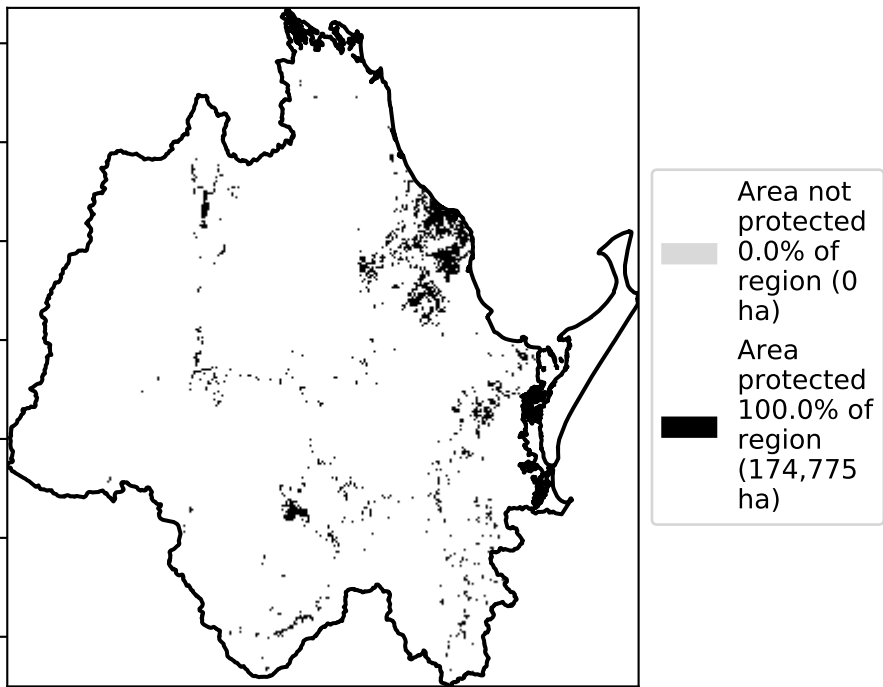 Area not
protected
0.0% of
region (0
ha)
Area
protected
100.0% of
region
(174,775
ha)